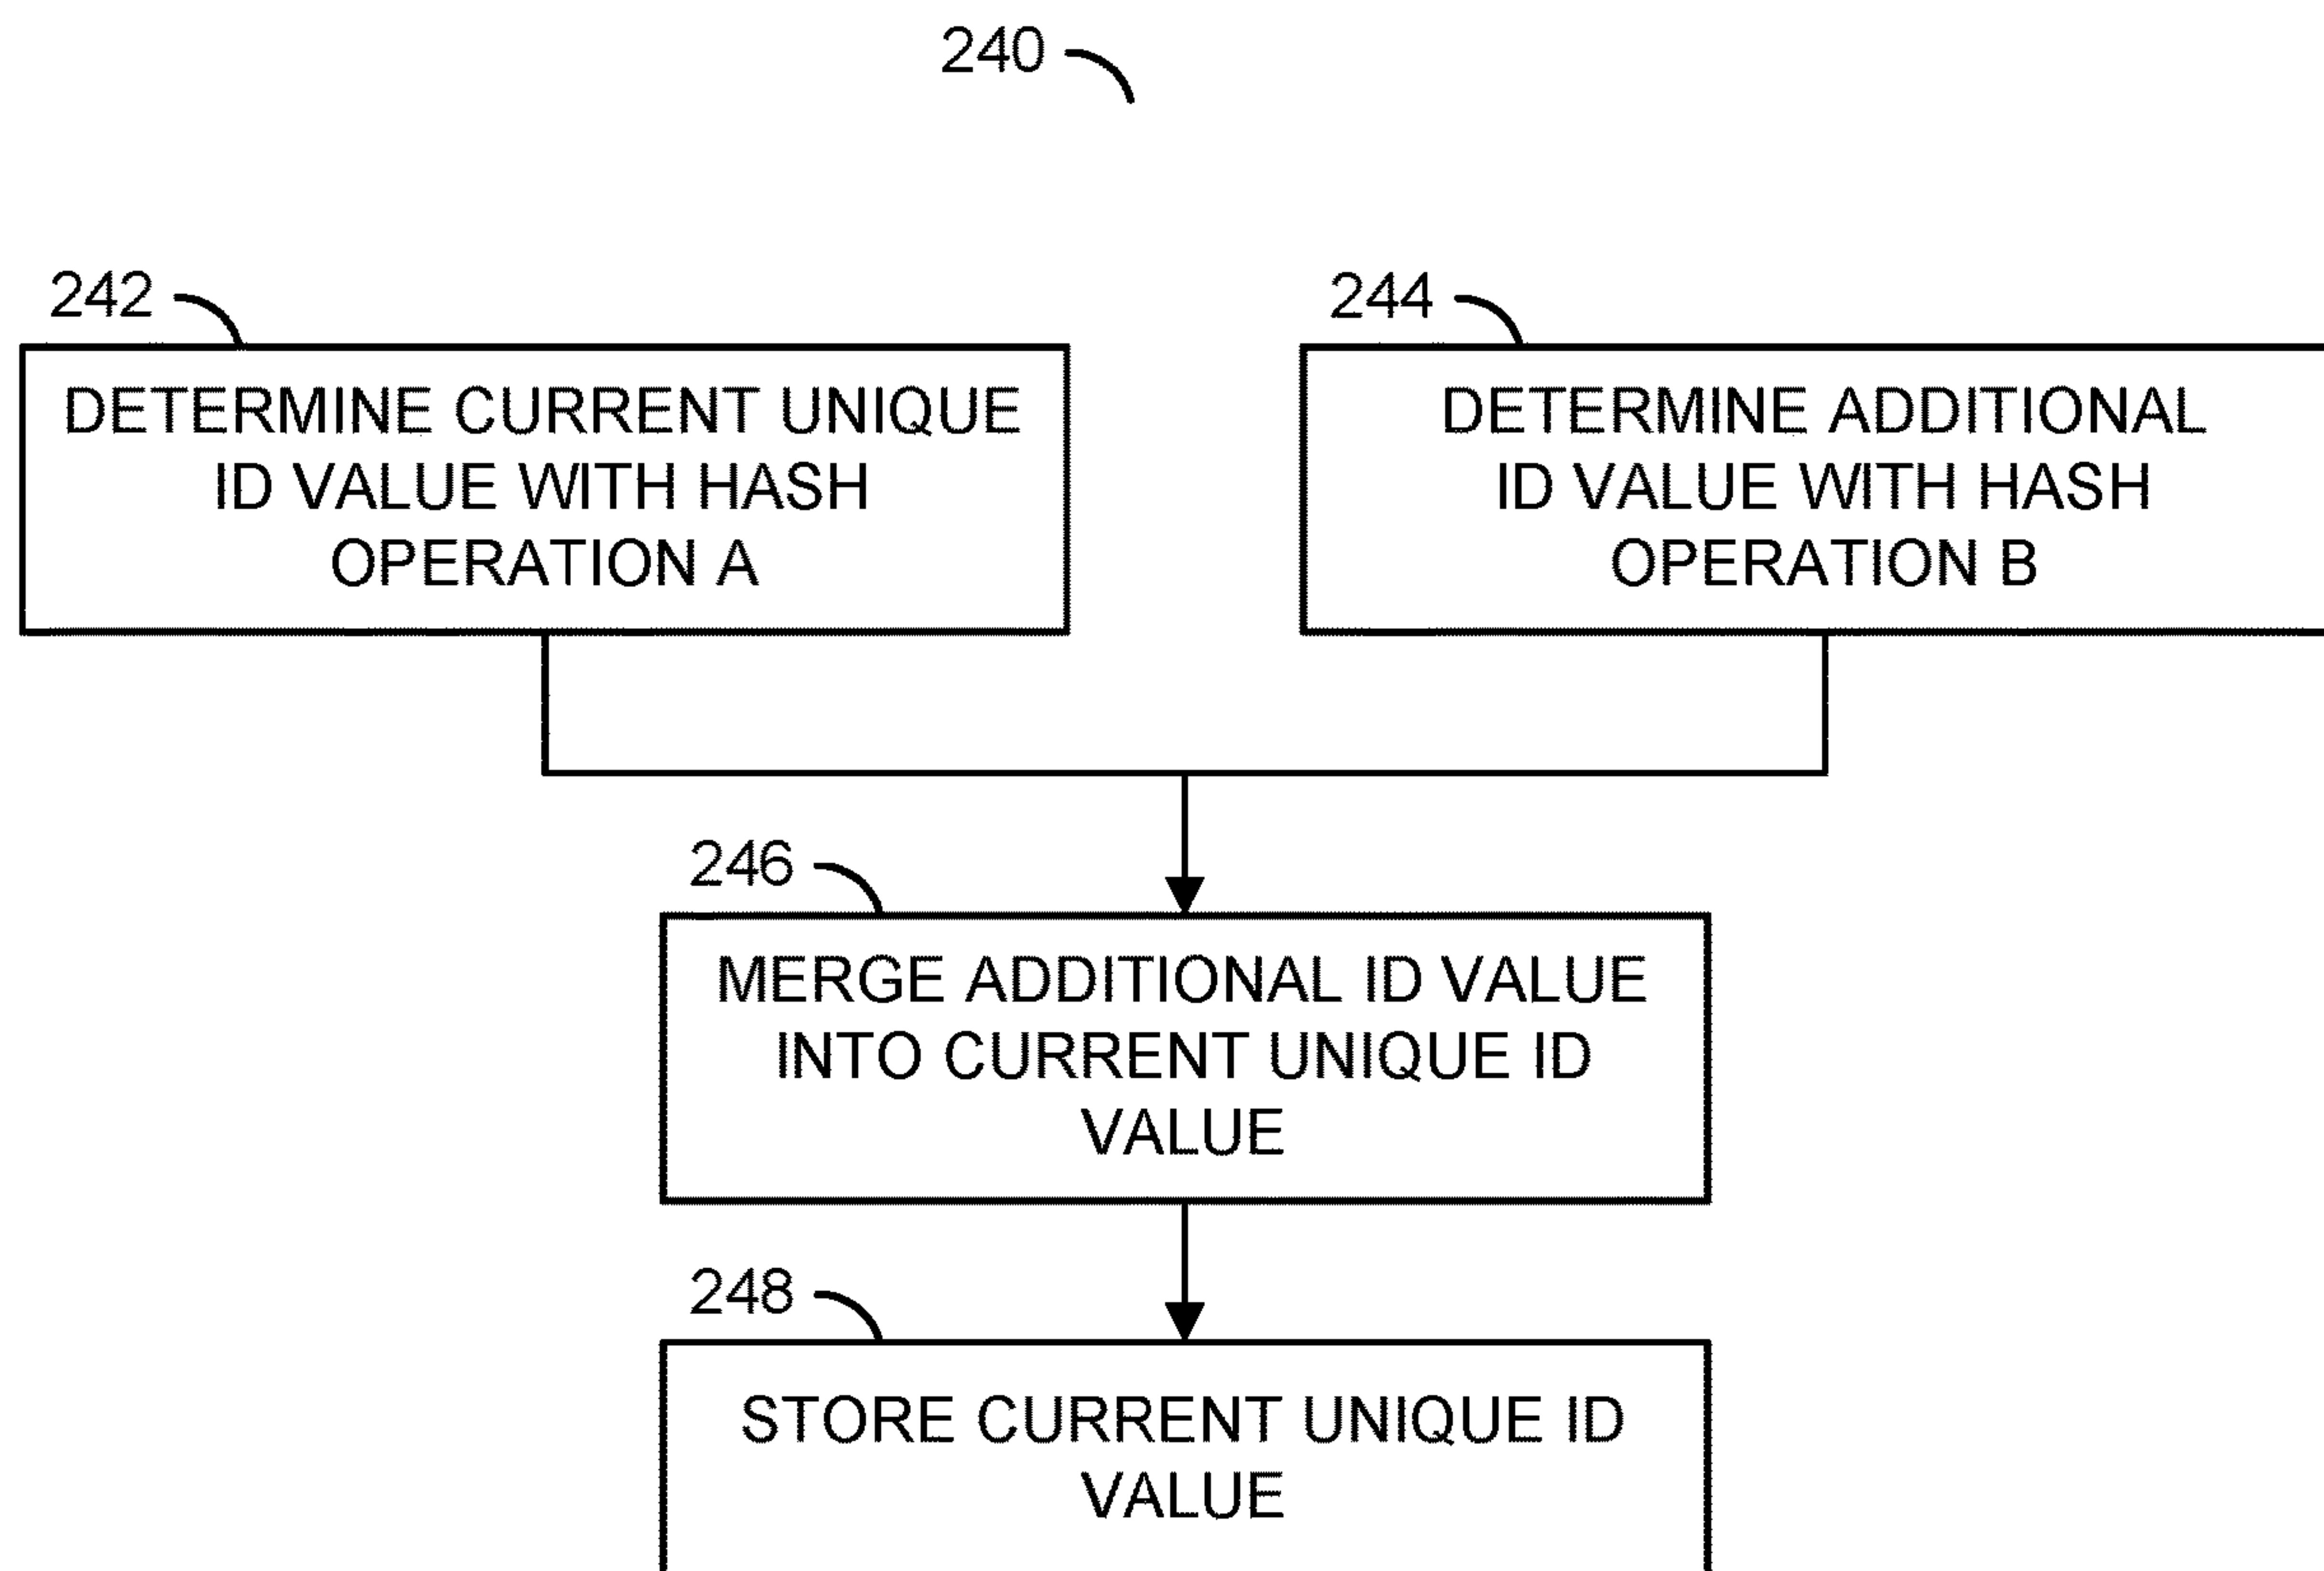 240
242
DETERMINE CURRENT UNIQUE
ID VALUE WITH HASH
OPERATION A
244
DETERMINE ADDITIONAL
ID VALUE WITH HASH
OPERATION B
246
MERGE ADDITIONAL ID VALUE
INTO CURRENT UNIQUE ID
VALUE
248
STORE CURRENT UNIQUE ID
VALUE